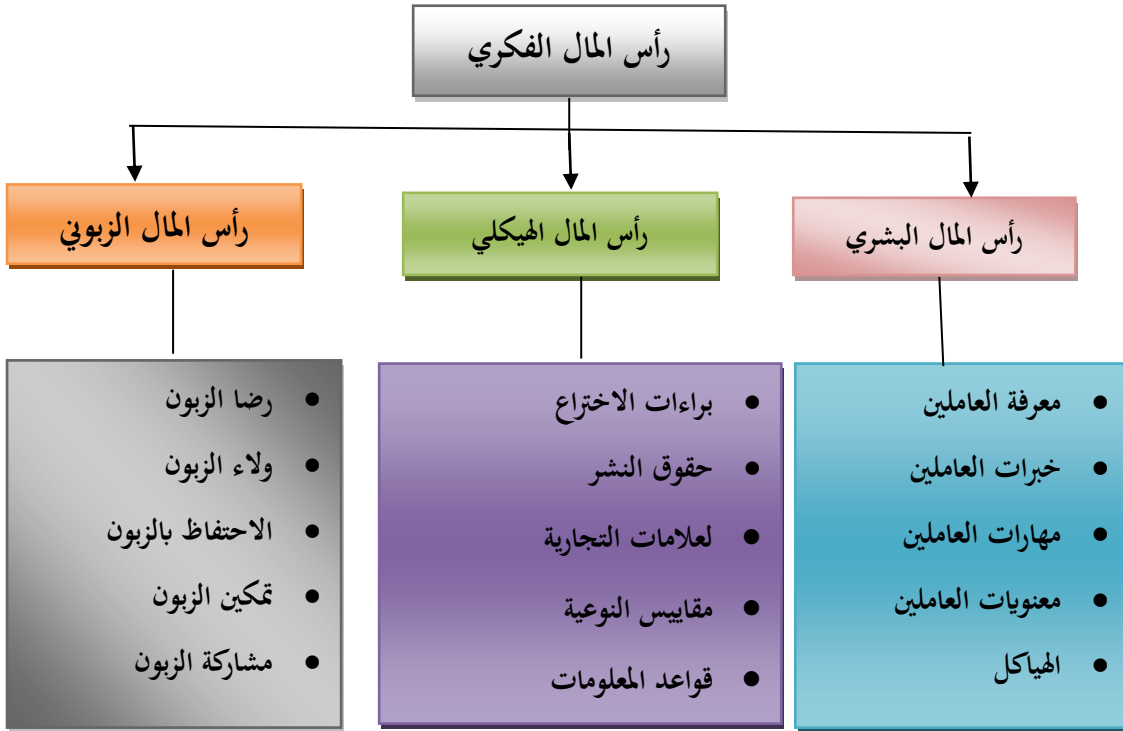 رأس المال الفكري
رأس المال البشري
رأس المال الهيكلي
رأس المال الزبوني
• معرفة العاملين
• خبرات العاملين
• مهارات العاملين
• معنويات العاملين
• الهياكل
• براءات الاختراع
• حقوق النشر
• لعلامات التجارية
• مقاييس النوعية
• قواعد المعلومات
• رضا الزبون
• ولاء الزبون
• الاحتفاظ بالزبون
• تمكين الزبون
• مشاركة الزبون